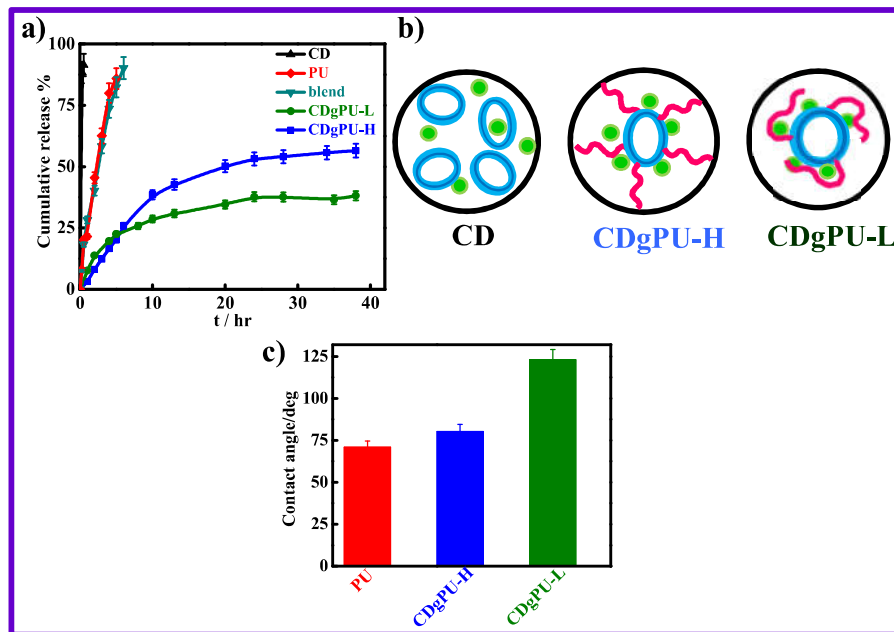 a)
Cumulative release %
100
75
50
25
0
0
10
20
30
40
t / hr
CD
PU
blend
CDgPU-L
CDgPU-H
b)
CD
CDgPU-H
CDgPU-L
c)
Contact angle/deg
125
100
75
50
25
0
PU
CDgPU-H
CDgPU-L